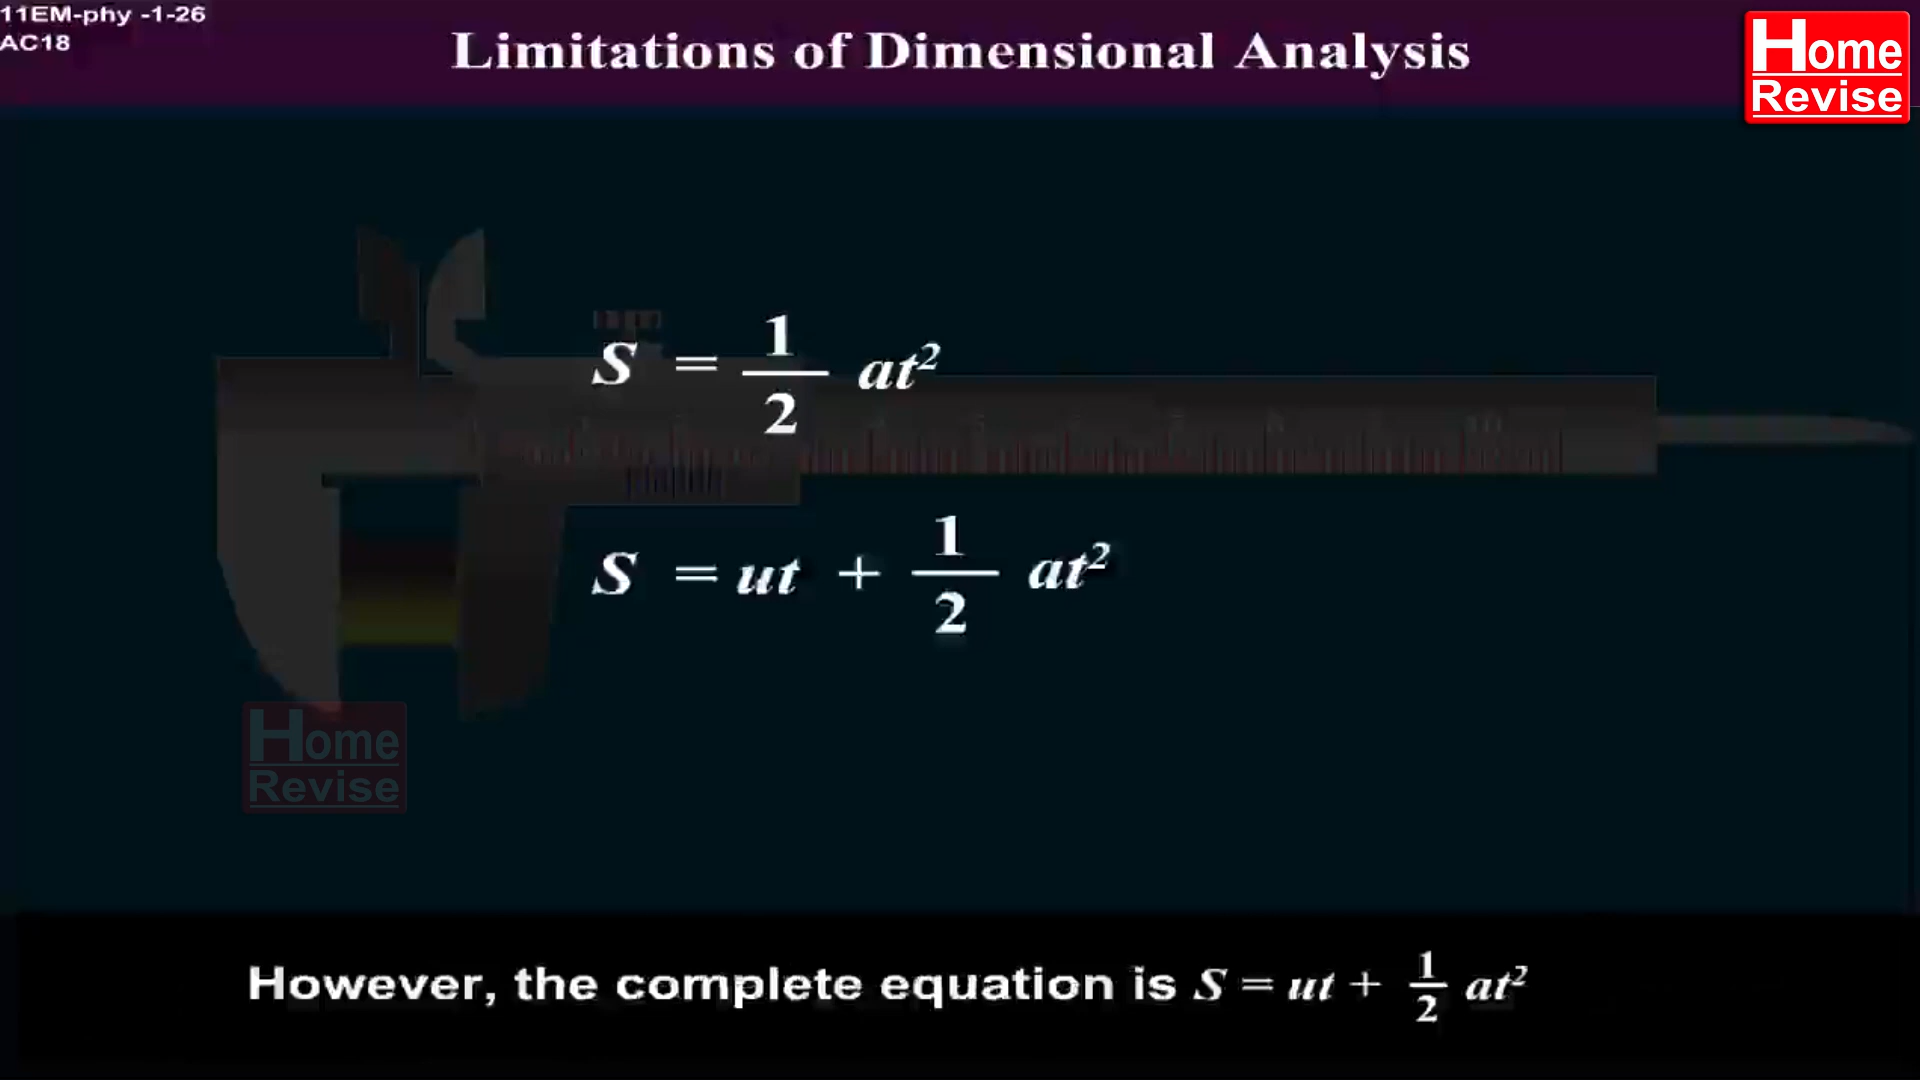 11EM-phy -1-26
AC18
Limitations of Dimensional Analysis
Home
Revise
S = 1/2 at²
S = ut + 1/2 at²
Home
Revise
However, the complete equation is S = ut + 1/2 at²